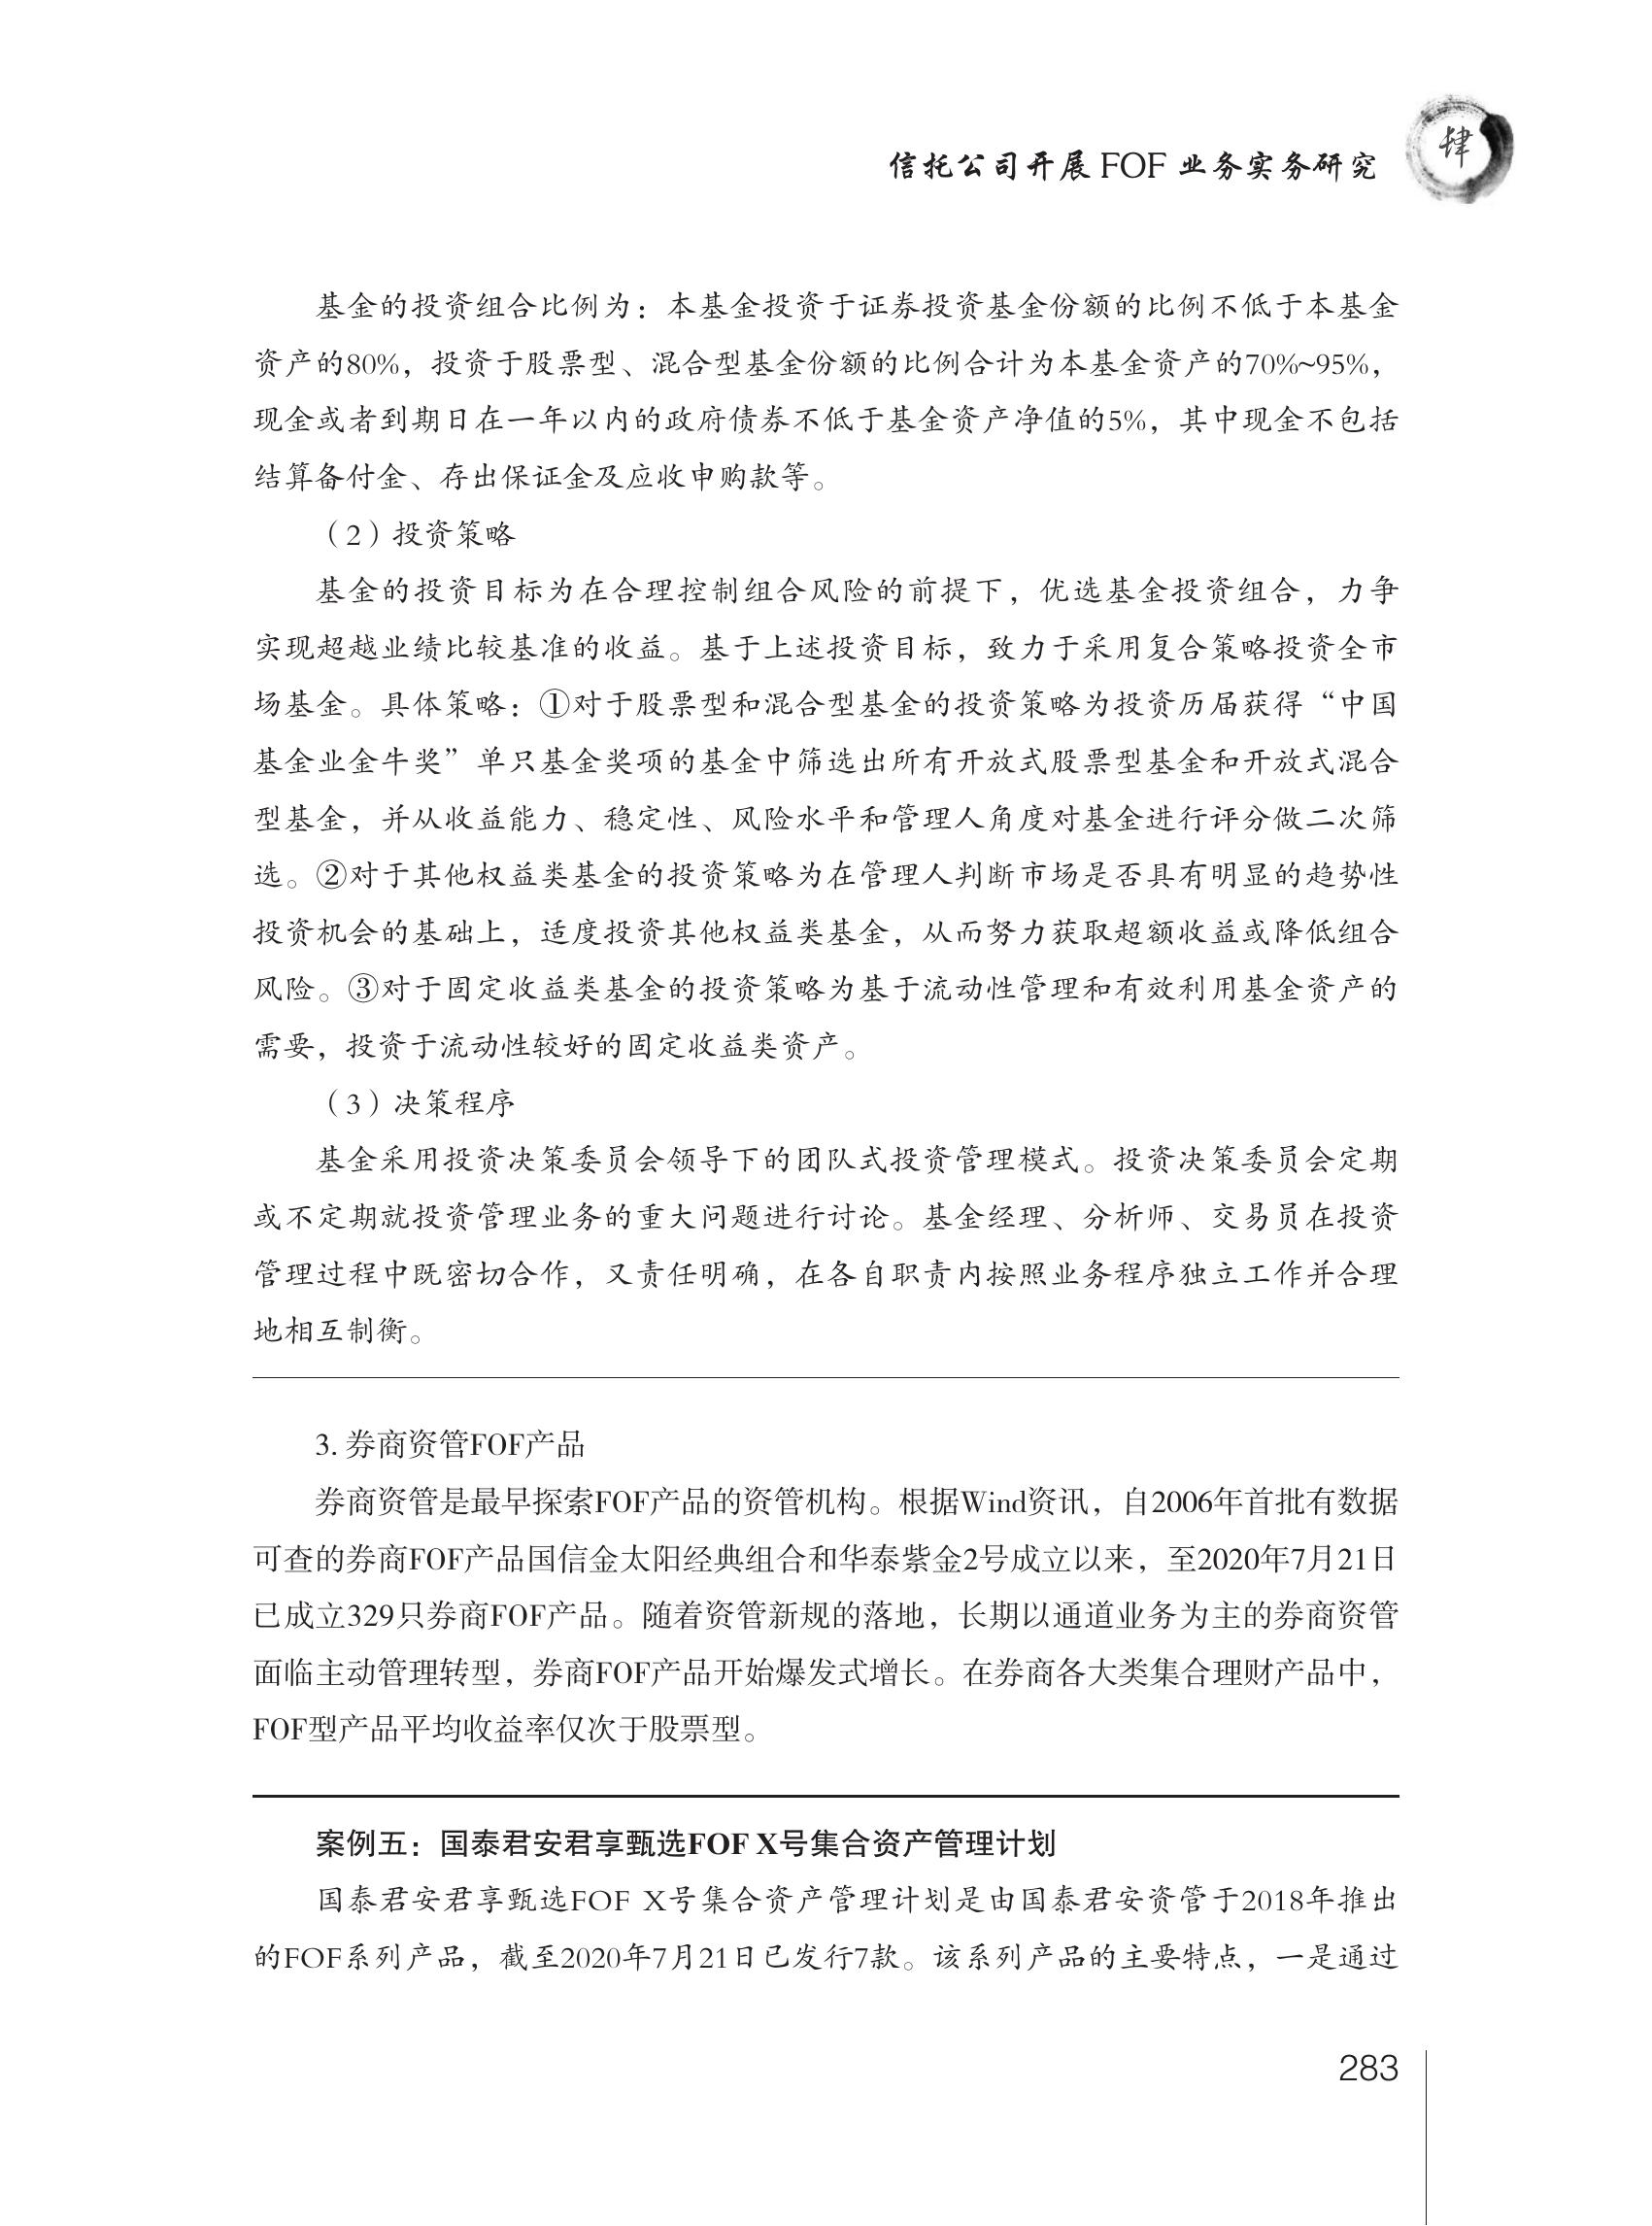 信托公司开展 FOF 业务实务研究
肆
基金的投资组合比例为：本基金投资于证券投资基金份额的比例不低于本基金
资产的80%，投资于股票型、混合型基金份额的比例合计为本基金资产的70%~95%，
现金或者到期日在一年以内的政府债券不低于基金资产净值的5%，其中现金不包括
结算备付金、存出保证金及应收申购款等。
（2）投资策略
基金的投资目标为在合理控制组合风险的前提下，优选基金投资组合，力争
实现超越业绩比较基准的收益。基于上述投资目标，致力于采用复合策略投资全市
场基金。具体策略：①对于股票型和混合型基金的投资策略为投资历届获得“中国
基金业金牛奖”单只基金奖项的基金中筛选出所有开放式股票型基金和开放式混合
型基金，并从收益能力、稳定性、风险水平和管理人角度对基金进行评分做二次筛
选。②对于其他权益类基金的投资策略为在管理人判断市场是否具有明显的趋势性
投资机会的基础上，适度投资其他权益类基金，从而努力获取超额收益或降低组合
风险。③对于固定收益类基金的投资策略为基于流动性管理和有效利用基金资产的
需要，投资于流动性较好的固定收益类资产。
（3）决策程序
基金采用投资决策委员会领导下的团队式投资管理模式。投资决策委员会定期
或不定期就投资管理业务的重大问题进行讨论。基金经理、分析师、交易员在投资
管理过程中既密切合作，又责任明确，在各自职责内按照业务程序独立工作并合理
地相互制衡。
3. 券商资管FOF产品
券商资管是最早探索FOF产品的资管机构。根据Wind资讯，自2006年首批有数据
可查的券商FOF产品国信金太阳经典组合和华泰紫金2号成立以来，至2020年7月21日
已成立329只券商FOF产品。随着资管新规的落地，长期以通道业务为主的券商资管
面临主动管理转型，券商FOF产品开始爆发式增长。在券商各大类集合理财产品中，
FOF型产品平均收益率仅次于股票型。
案例五：国泰君安君享甄选FOF X号集合资产管理计划
国泰君安君享甄选FOF X号集合资产管理计划是由国泰君安资管于2018年推出
的FOF系列产品，截至2020年7月21日已发行7款。该系列产品的主要特点，一是通过
283